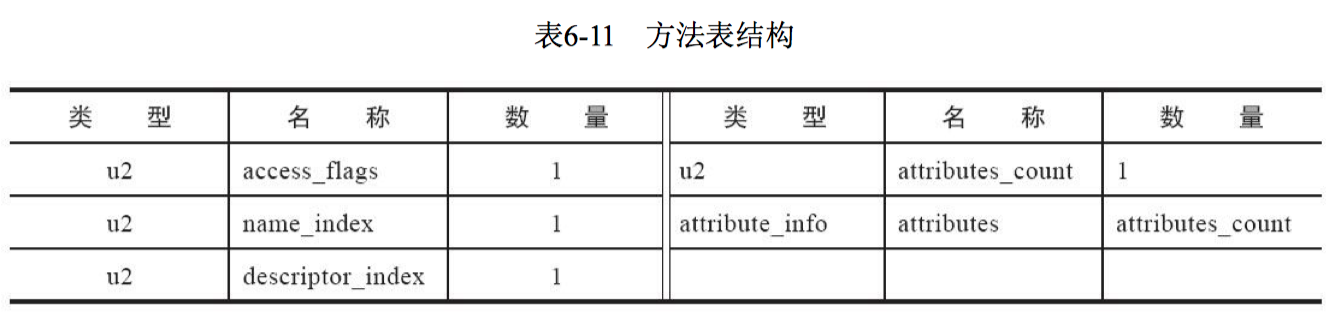 表6-11 方法表结构
类 型 名 称 数 量 类 型 名 称 数 量
u2 access_flags 1 u2 attributes_count 1
u2 name_index 1 attribute_info attributes attributes_count
u2 descriptor_index 1